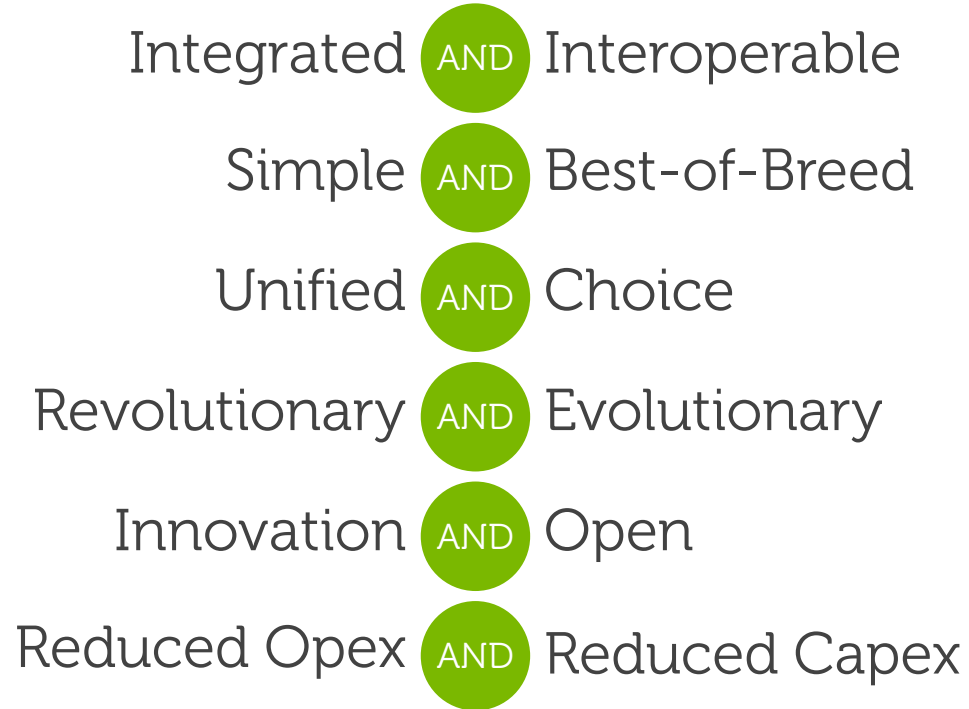 Integrated AND Interoperable
Simple AND Best-of-Breed
Unified AND Choice
Revolutionary AND Evolutionary
Innovation AND Open
Reduced Opex AND Reduced Capex